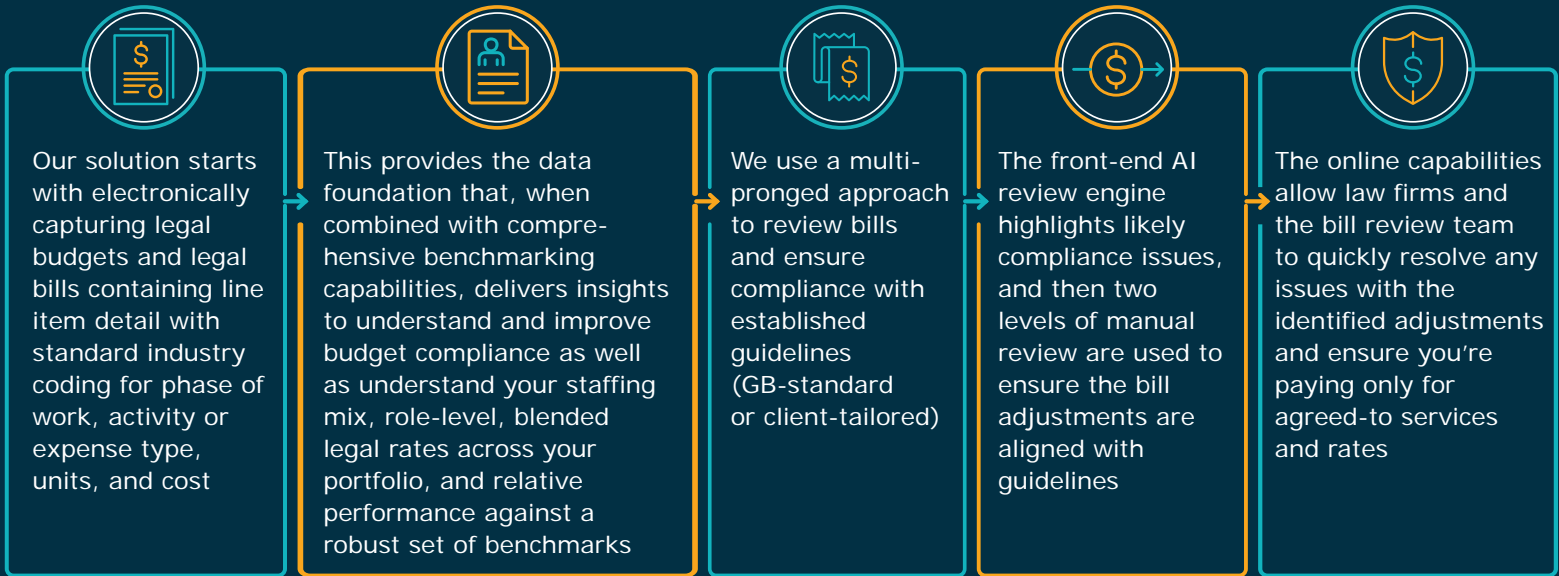 Our solution starts
with electronically
capturing legal
budgets and legal
bills containing line
item detail with
standard industry
coding for phase of
work, activity or
expense type,
units, and cost
This provides the data
foundation that, when
combined with compre-
hensive benchmarking
capabilities, delivers insights
to understand and improve
budget compliance as well
as understand your staffing
mix, role-level, blended
legal rates across your
portfolio, and relative
performance against a
robust set of benchmarks
We use a multi-
pronged approach
to review bills
and ensure
compliance with
established
guidelines
(GB-standard
or client-tailored)
The front-end AI
review engine
highlights likely
compliance issues,
and then two
levels of manual
review are used to
ensure the bill
adjustments are
aligned with
guidelines
The online capabilities
allow law firms and
the bill review team
to quickly resolve any
issues with the
identified adjustments
and ensure you're
paying only for
agreed-to services
and rates